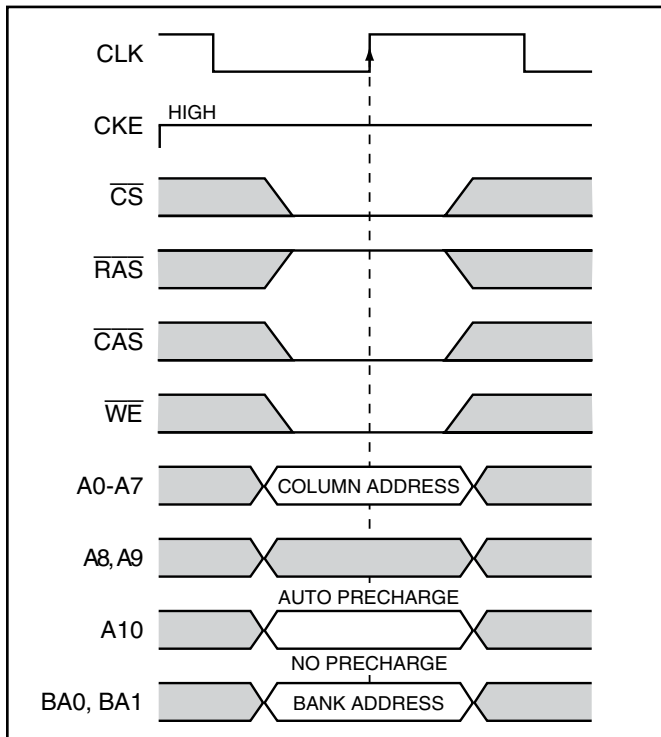 CLK
CKE HIGH
CS
RAS
CAS
WE
A0-A7 COLUMN ADDRESS
A8, A9
AUTO PRECHARGE
A10
NO PRECHARGE
BA0, BA1 BANK ADDRESS